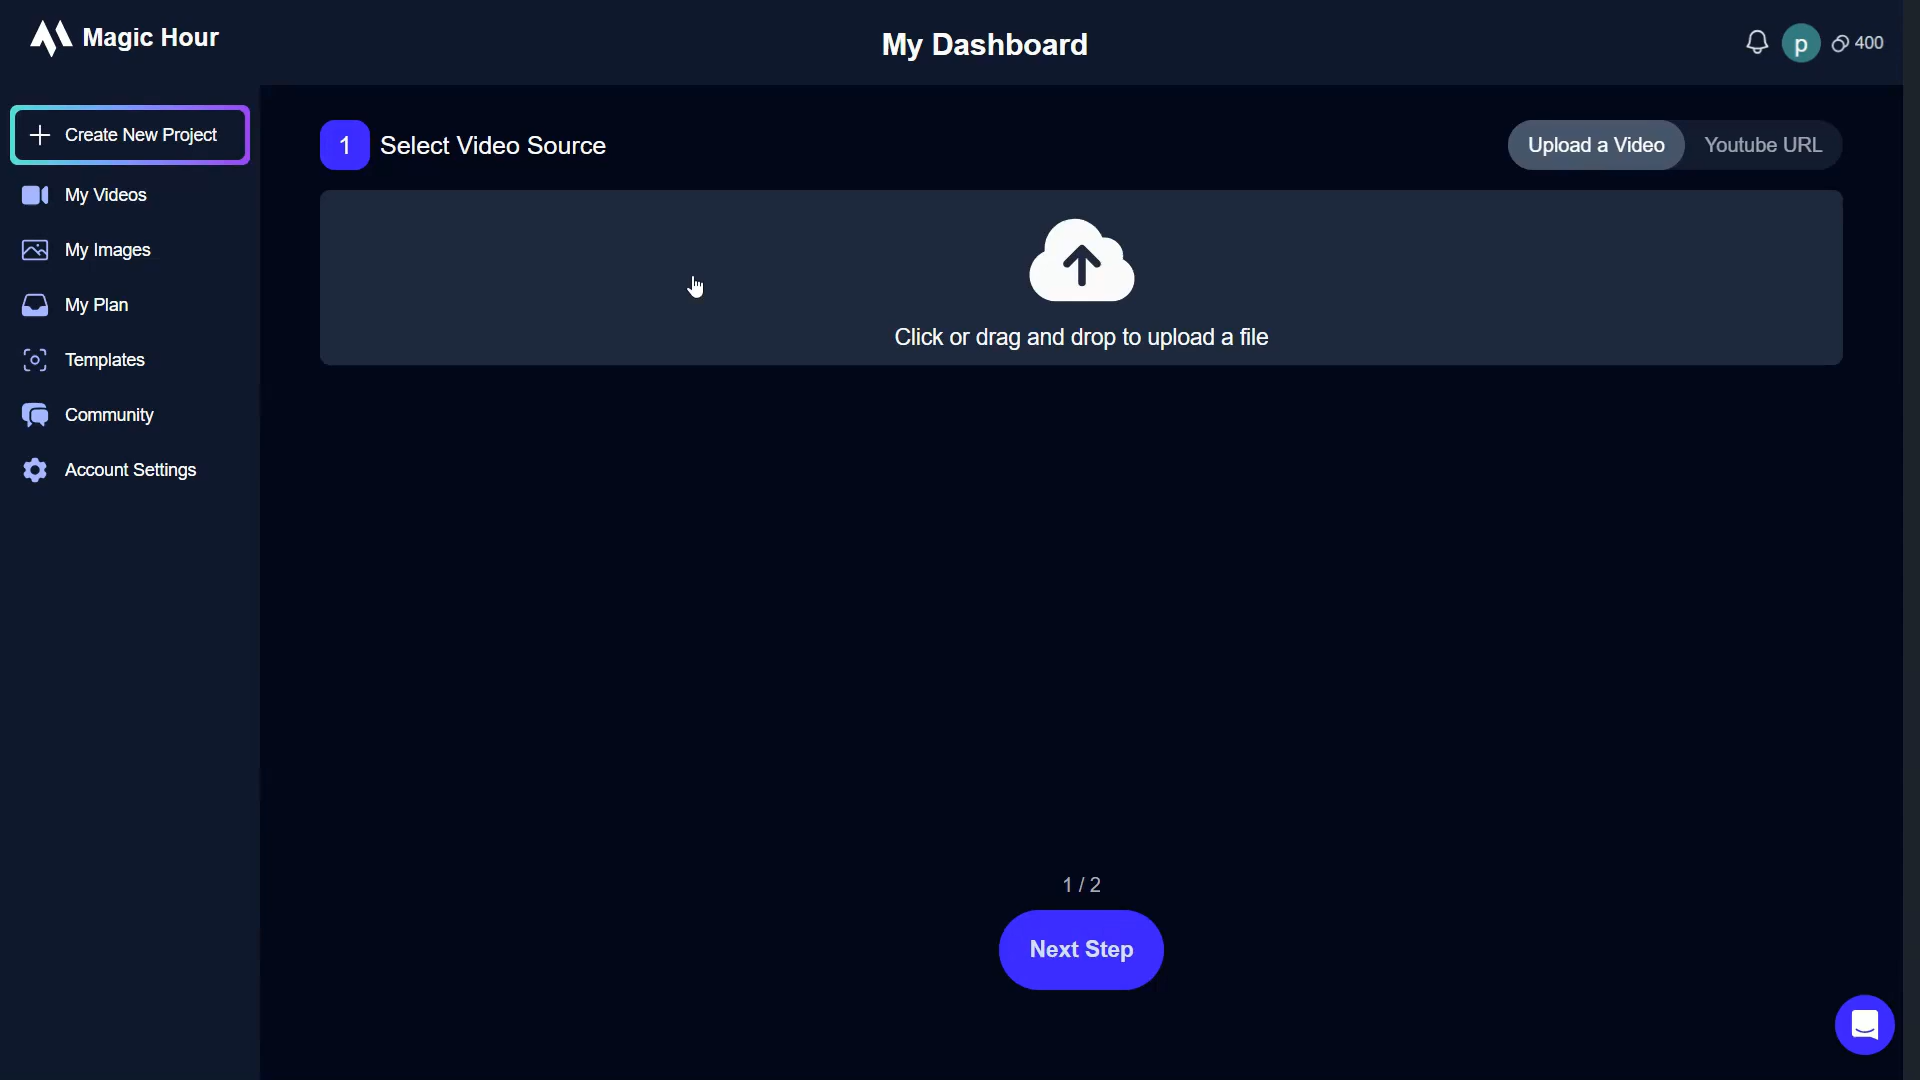 Magic Hour
My Dashboard
p
400
Create New Project
My Videos
My Images
My Plan
Templates
Community
Account Settings
1
Select Video Source
Upload a Video
Youtube URL
Click or drag and drop to upload a file
1 / 2
Next Step